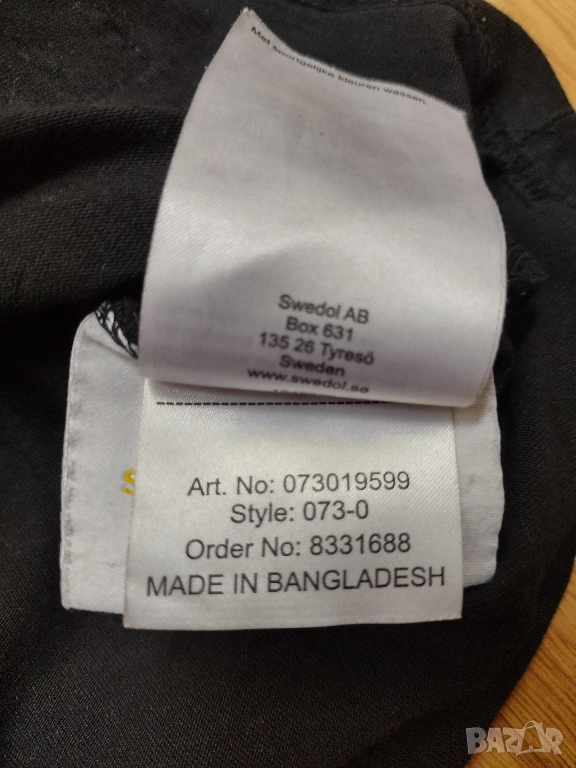 Met soortgelijke kleuren wassen.
Swedol AB
Box 631
135 26 Tyresö
Sweden
www.swedol.se
Art. No: 073019599
Style: 073-0
Order No: 8331688
MADE IN BANGLADESH
BAZAR